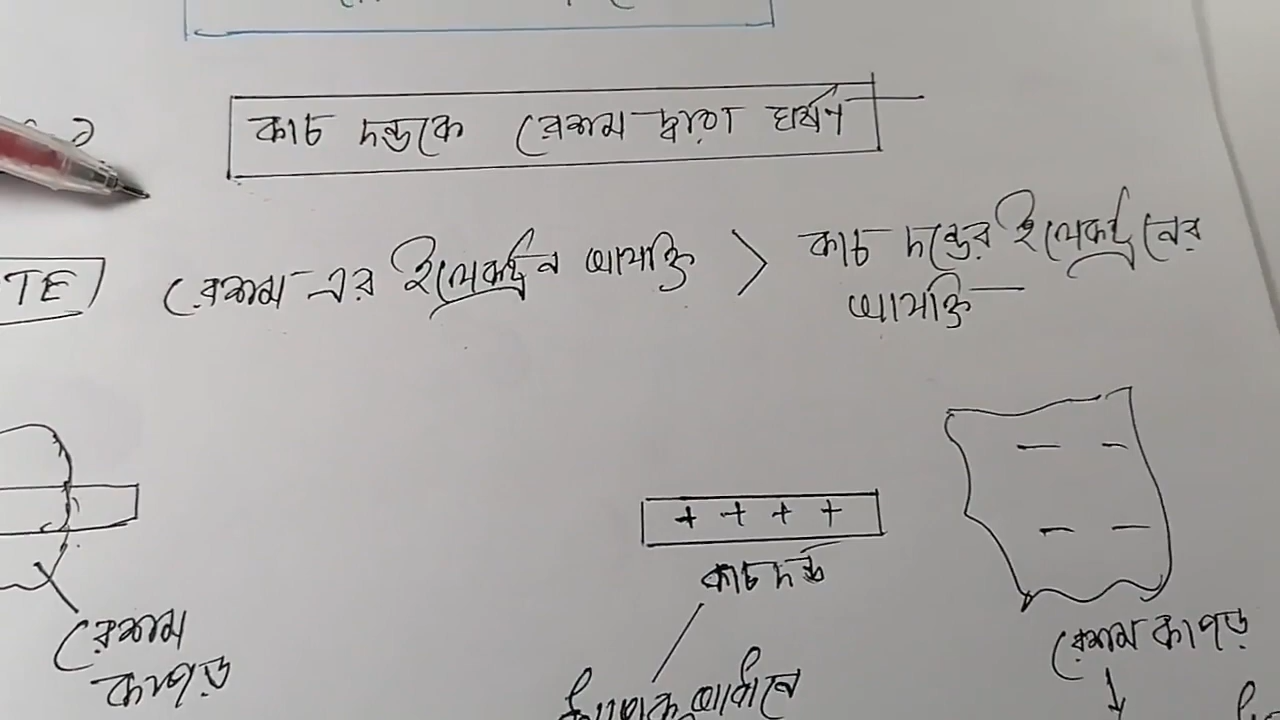 কাচ দন্ডকে রেশম দ্বারা ঘর্ষণ
TE
রেশম-এর ইলেকট্রন আসক্তি > কাচ দন্ডের ইলেকট্রনের
আসক্তি
+ + + +
কাচদন্ড
রেশম
কাপড়
রেশম কাপড়